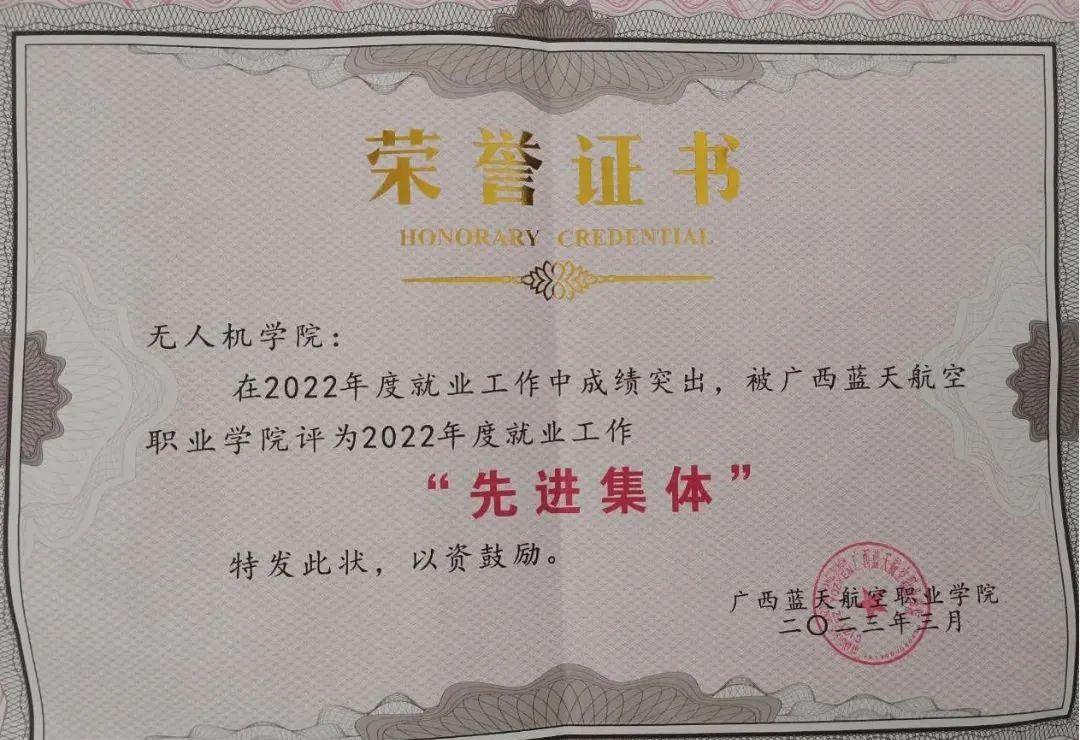 荣誉证书
HONORARY CREDENTIAL
无人机学院：
在2022年度就业工作中成绩突出，被广西蓝天航空
职业学院评为2022年度就业工作
“先进集体”
特发此状，以资鼓励。
广西蓝天航空职业学院
二〇二三年三月